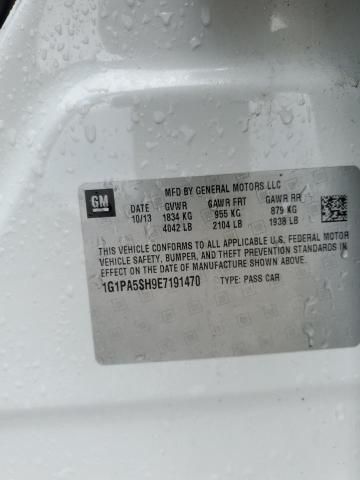 MFD BY GENERAL MOTORS LLC
GM
DATE GVWR GAWR FRT GAWR RR
10/13 1834 KG 955 KG 879 KG
4042 LB 2104 LB 1938 LB
THIS VEHICLE CONFORMS TO ALL APPLICABLE U.S. FEDERAL MOTOR
VEHICLE SAFETY, BUMPER, AND THEFT PREVENTION STANDARDS IN
EFFECT ON THE DATE OF MANUFACTURE SHOWN ABOVE.
1G1PA5SH9E7191470 TYPE: PASS CAR